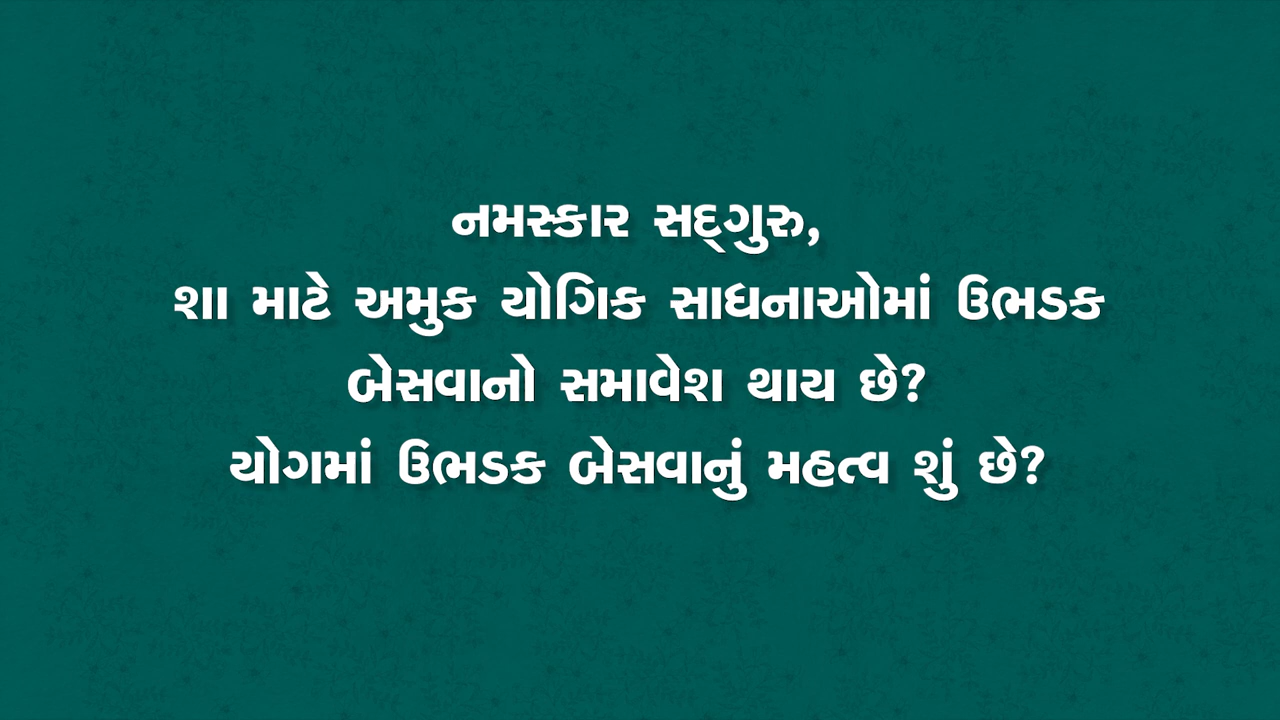 નમસ્કાર સદ્‌ગુરુ,
શા માટે અમુક યોગિક સાધનાઓમાં ઉભડક
બેસવાનો સમાવેશ થાય છે?
યોગમાં ઉભડક બેસવાનું મહત્વ શું છે?